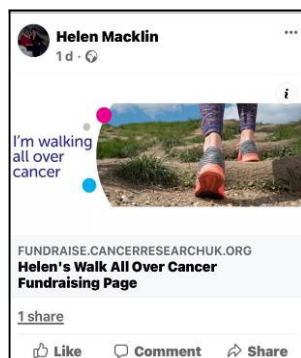 Helen Macklin
...
1 d ·
i
I'm walking
all over
cancer
FUNDRAISE.CANCERRESEARCHUK.ORG
Helen's Walk All Over Cancer
Fundraising Page
1 share
Like Comment Share